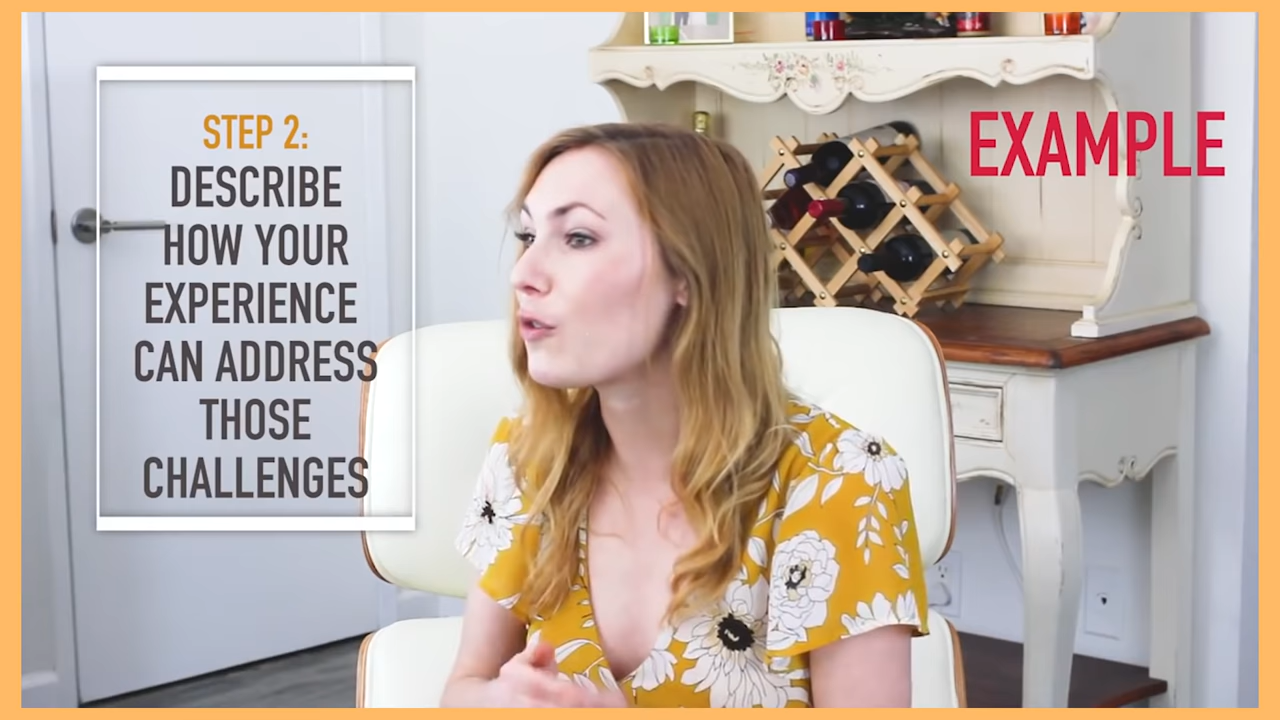 STEP 2:
DESCRIBE
HOW YOUR
EXPERIENCE
CAN ADDRESS
THOSE
CHALLENGES
EXAMPLE